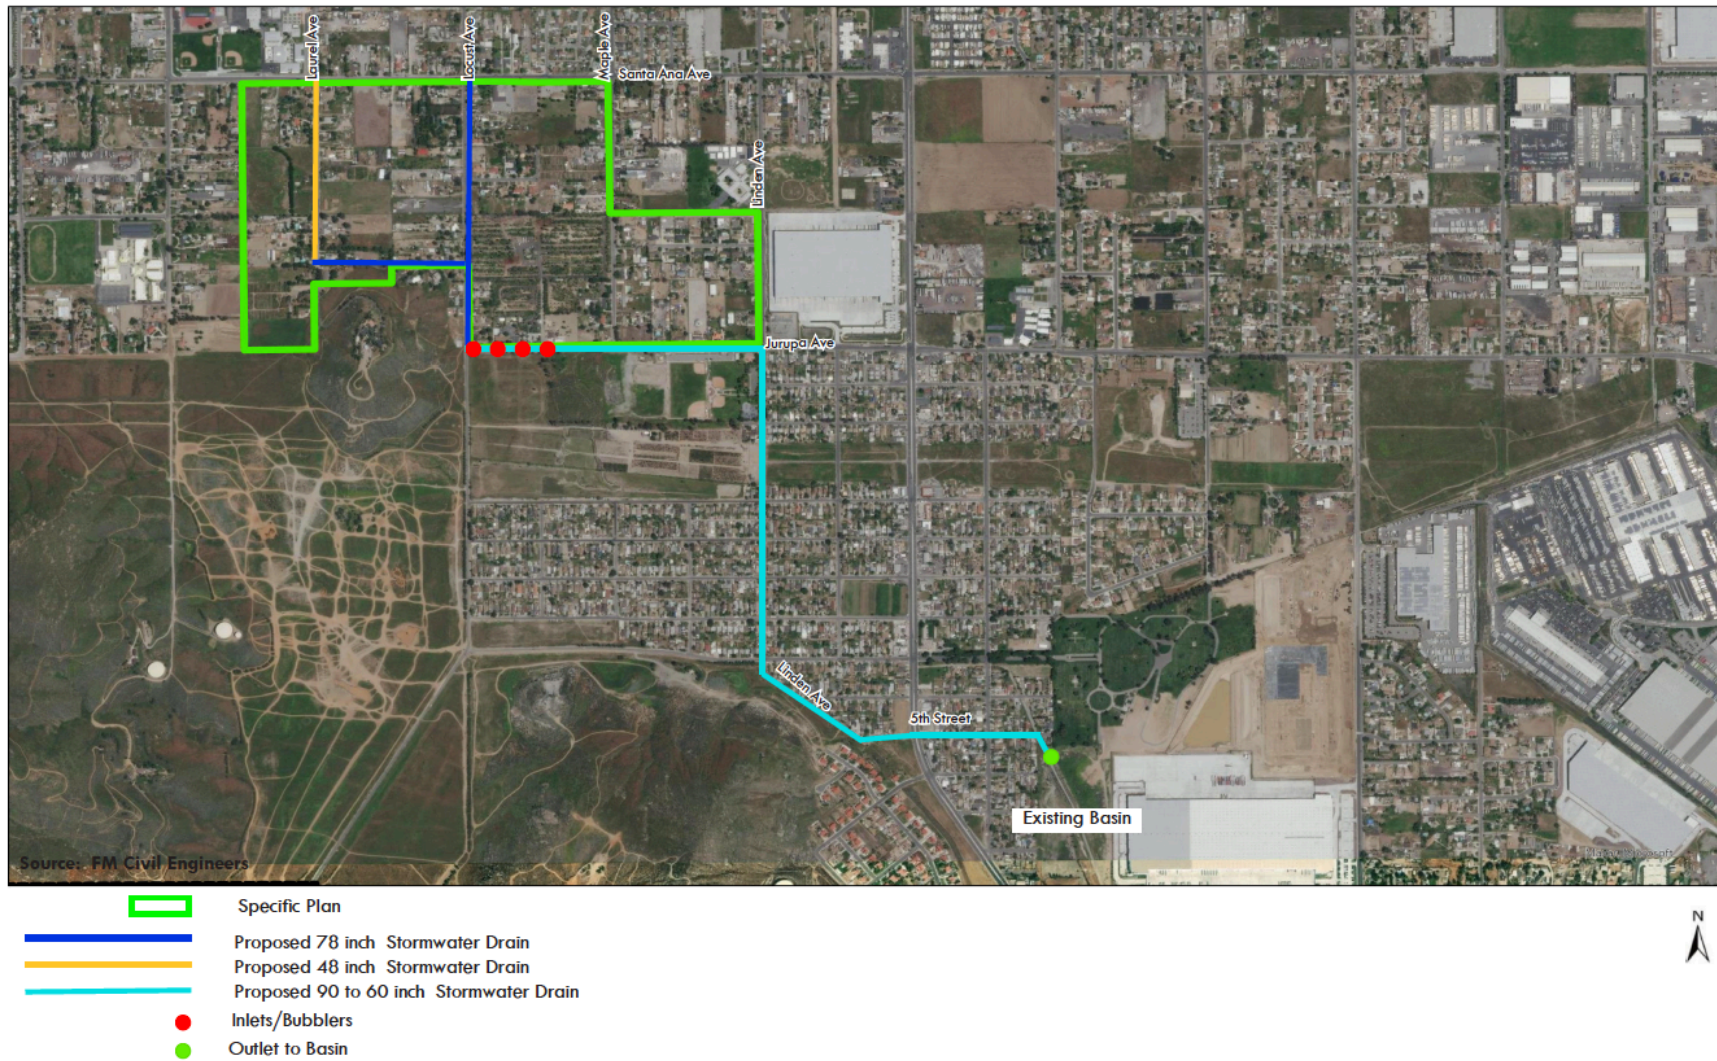 Laurel Ave
Locust Ave
Maple Ave
Santa Ana Ave
Linden Ave
Jurupa Ave
Linden Ave
5th Street
Existing Basin
Source: FM Civil Engineers
Specific Plan
Proposed 78 inch Stormwater Drain
Proposed 48 inch Stormwater Drain
Proposed 90 to 60 inch Stormwater Drain
Inlets/Bubblers
Outlet to Basin
N